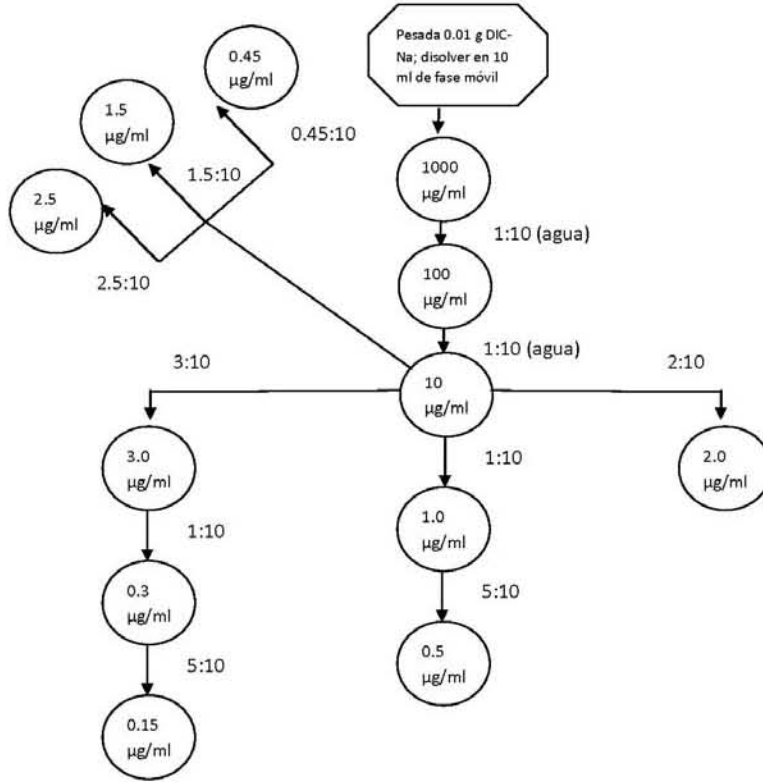 Pesada 0.01 g DIC-
Na; disolver en 10
ml de fase móvil
0.45
µg/ml
1.5
µg/ml
0.45:10
1.5:10
1000
µg/ml
2.5
µg/ml
1:10 (agua)
2.5:10
100
µg/ml
1:10 (agua)
3:10
2:10
10
µg/ml
3.0
µg/ml
1:10
2.0
µg/ml
1:10
1.0
µg/ml
0.3
µg/ml
5:10
5:10
0.5
µg/ml
0.15
µg/ml